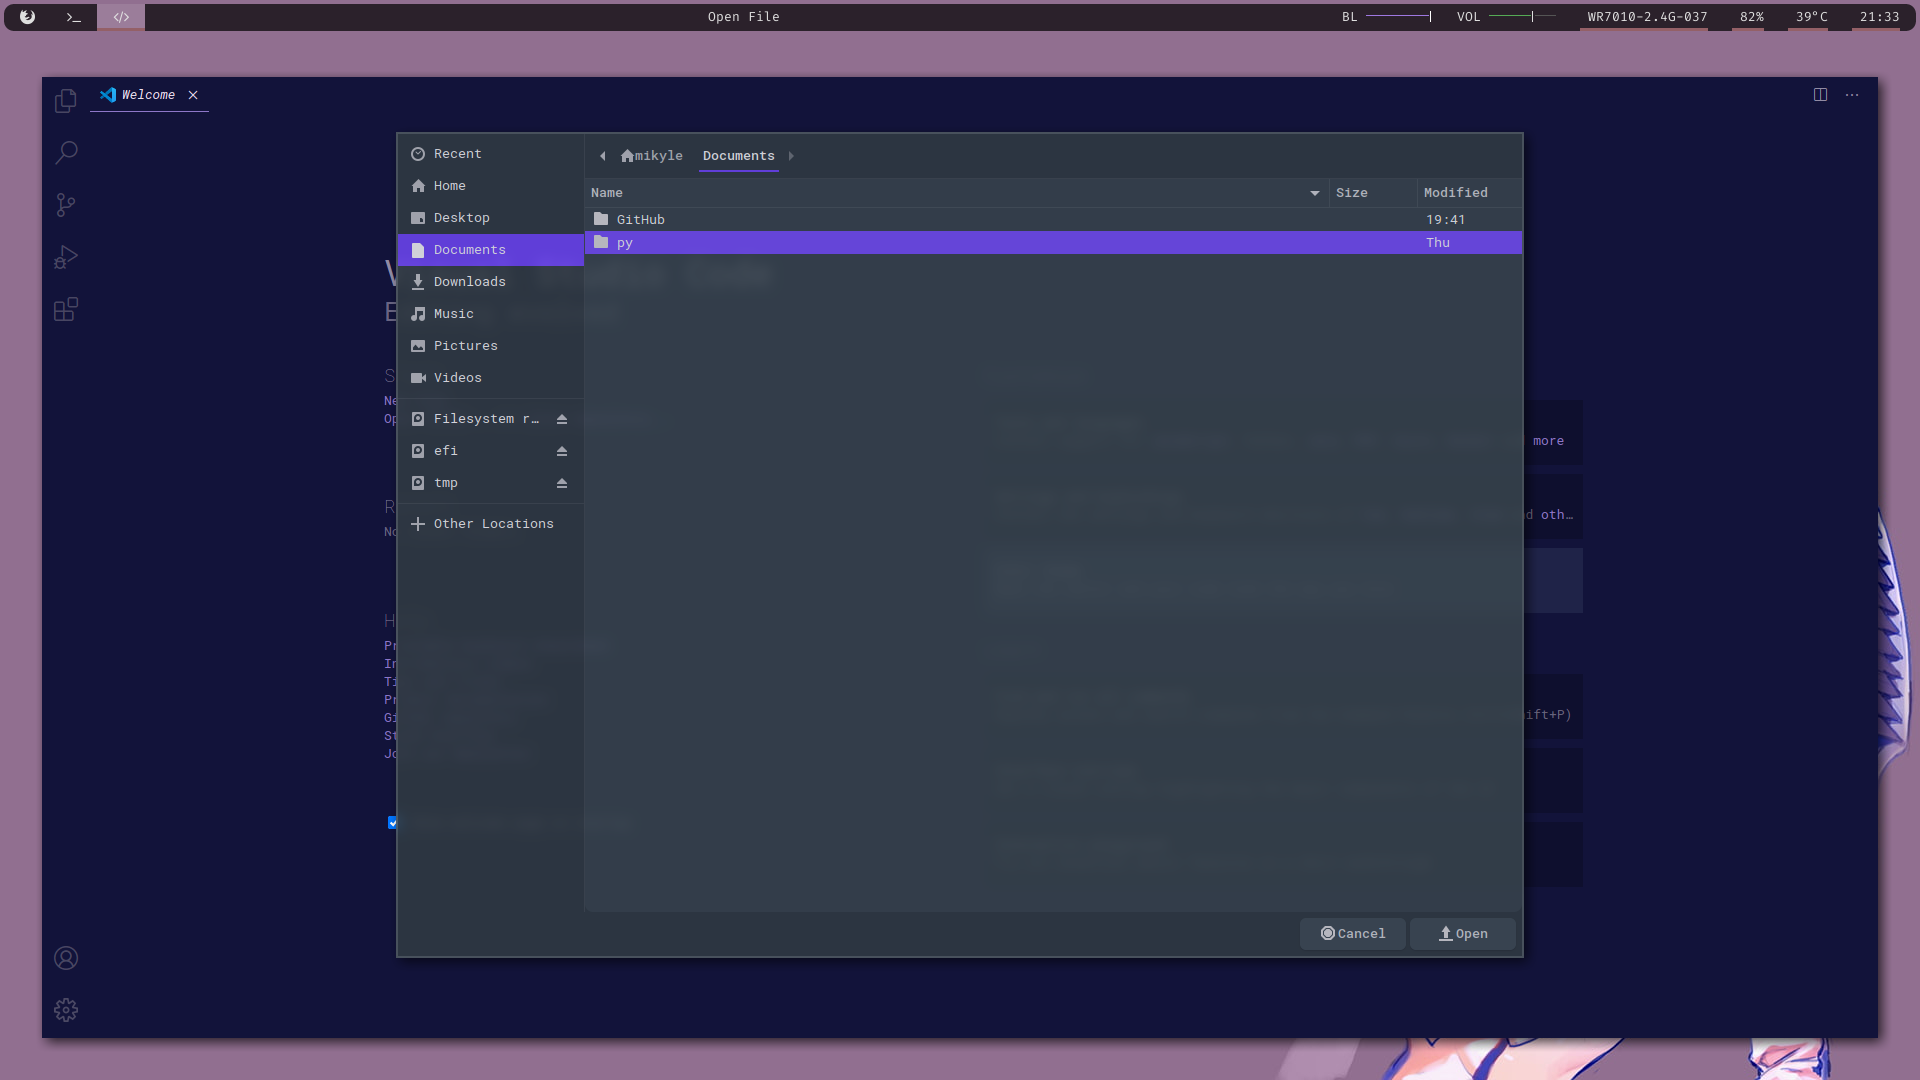 >_ </> Open File BL VOL WR7010-2.4G-037 82% 39°C 21:33
Welcome
Recent
Home
Desktop
Documents
Downloads
Music
Pictures
Videos
Filesystem r…
efi
tmp
Other Locations
mikyle Documents
Name Size Modified
GitHub 19:41
py Thu
Studio Code
more
oth…
ift+P)
Cancel Open